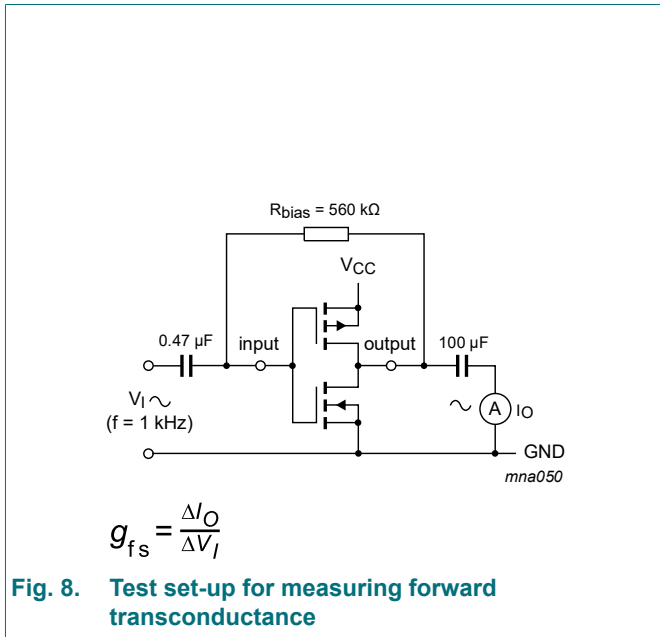 Rbias = 560 kΩ
VCC
0.47 µF
input
output
100 µF
VI
(f = 1 kHz)
A
IO
GND
mna050
gfs = ΔIO / ΔVI
Fig. 8. Test set-up for measuring forward
transconductance